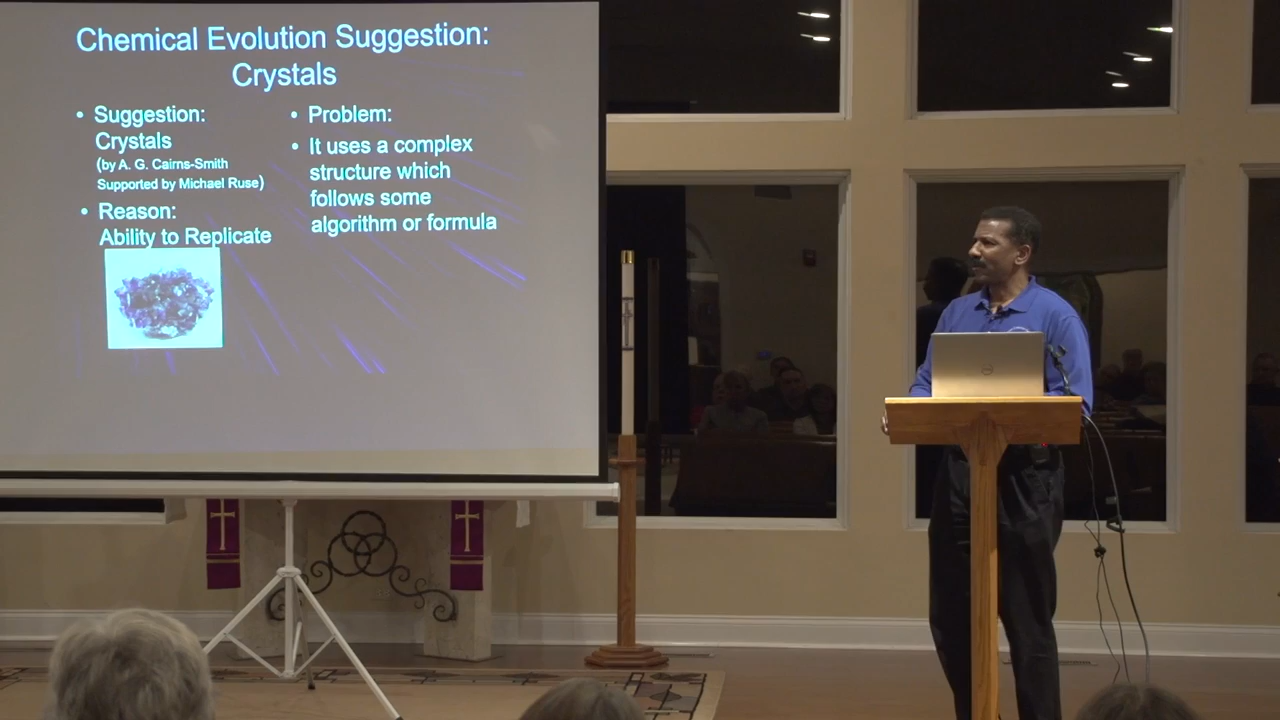 Chemical Evolution Suggestion:
Crystals
• Suggestion:
Crystals
(by A. G. Cairns-Smith
Supported by Michael Ruse)
• Reason:
Ability to Replicate
• Problem:
• It uses a complex
structure which
follows some
algorithm or formula